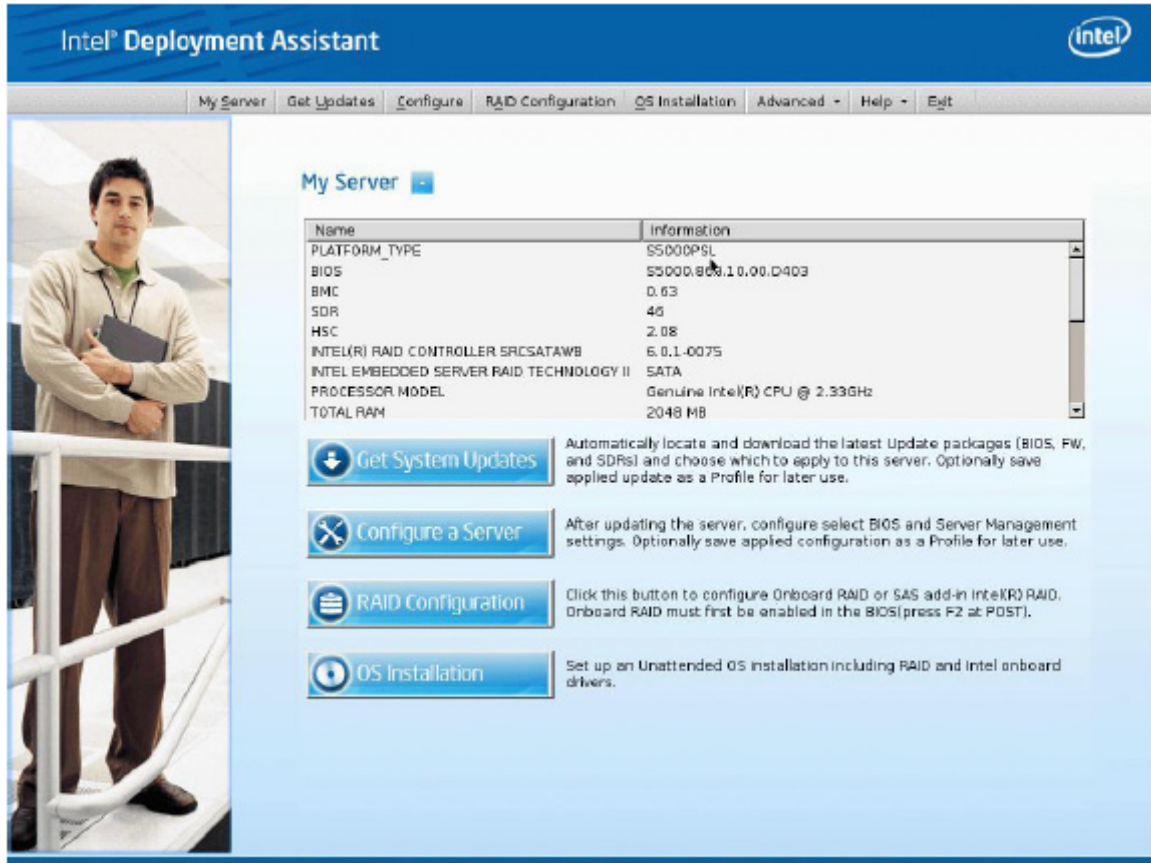 Intel® Deployment Assistant
intel
My Server
Get Updates
Configure
RAID Configuration
OS Installation
Advanced
Help
Exit
My Server
Name
Information
PLATFORM_TYPE
S5000PSL
BIOS
BMC
0.63
SDR
46
HSC
2.08
INTEL(R) RAID CONTROLLER SRCSATAWB
6.0.1-0075
INTEL EMBEDDED SERVER RAID TECHNOLOGY II
SATA
PROCESSOR MODEL
Genuine Intel(R) CPU @ 2.33GHz
TOTAL RAM
2048 MB
Get System Updates
Automatically locate and download the latest Update packages (BIOS, FW,
and SDRs) and choose which to apply to this server. Optionally save
applied update as a Profile for later use.
Configure a Server
After updating the server, configure select BIOS and Server Management
settings. Optionally save applied configuration as a Profile for later use.
RAID Configuration
Click this button to configure Onboard RAID or SAS add-in Intel(R) RAID.
Onboard RAID must first be enabled in the BIOS(press F2 at POST).
OS Installation
Set up an Unattended OS installation including RAID and Intel onboard
drivers.